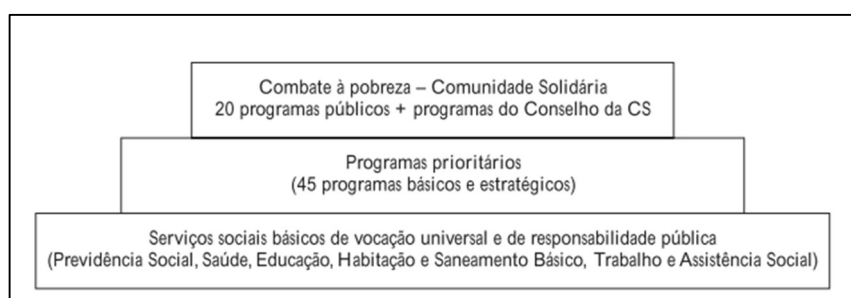 Combate à pobreza – Comunidade Solidária
20 programas públicos + programas do Conselho da CS
Programas prioritários
(45 programas básicos e estratégicos)
Serviços sociais básicos de vocação universal e de responsabilidade pública
(Previdência Social, Saúde, Educação, Habitação e Saneamento Básico, Trabalho e Assistência Social)